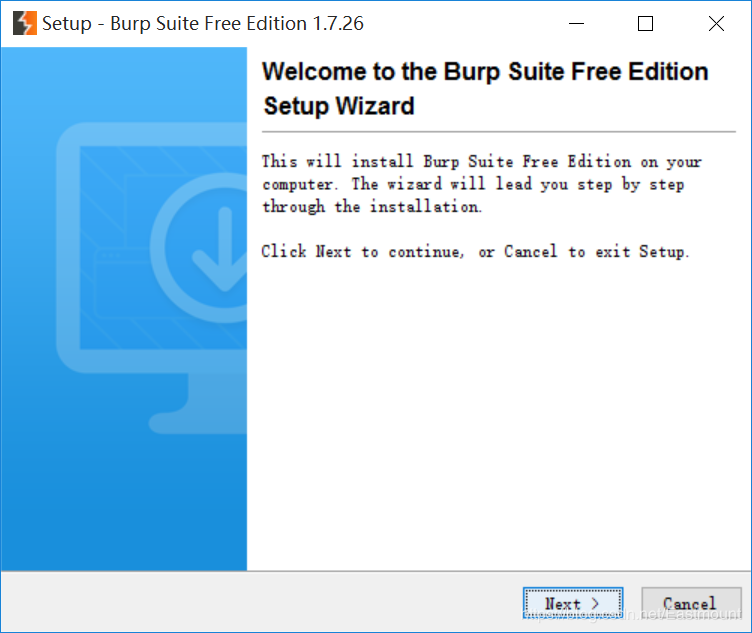 Setup - Burp Suite Free Edition 1.7.26
Welcome to the Burp Suite Free Edition
Setup Wizard
This will install Burp Suite Free Edition on your
computer. The wizard will lead you step by step
through the installation.
Click Next to continue, or Cancel to exit Setup.
Next >
Cancel
https://blog.csdn.net/Eastmount